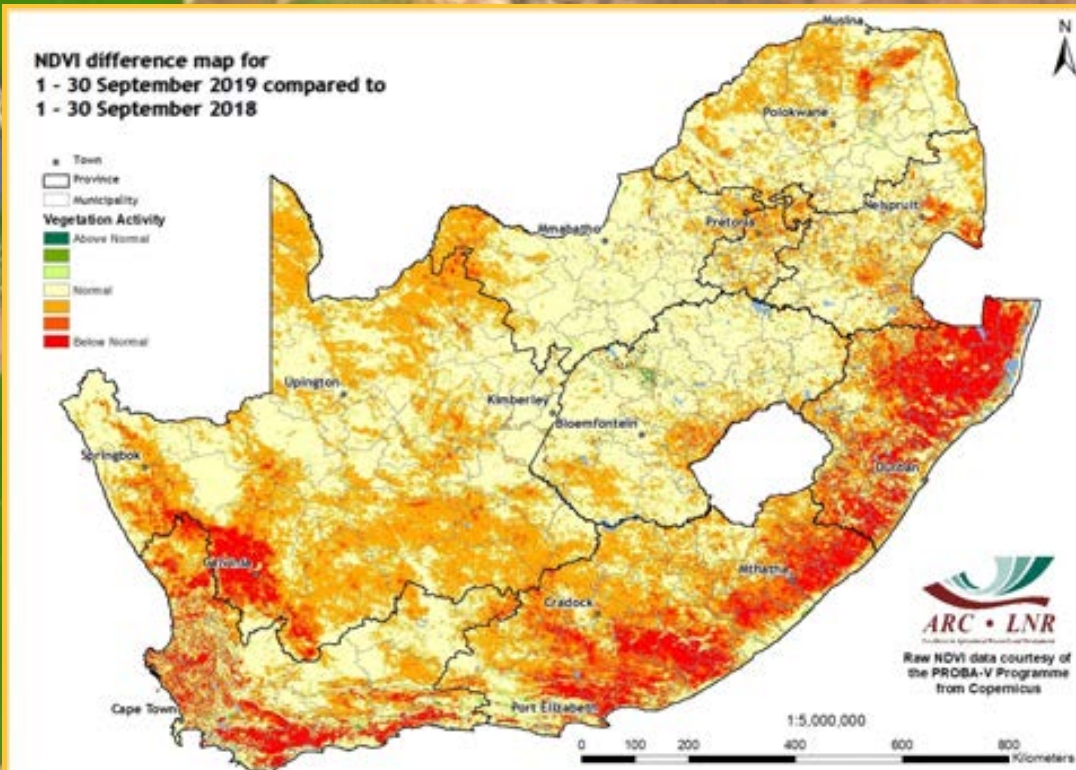 NDVI difference map for
1 - 30 September 2019 compared to
1 - 30 September 2018
N
Town
Province
Municipality
Vegetation Activity
Above Normal
Normal
Below Normal
Musina
Polokwane
Nelspruit
Pretoria
Mmabatho
Upington
Kimberley
Bloemfontein
Springbok
Durban
Mthatha
Cradock
Port Elizabeth
Cape Town
ARC • LNR
Raw NDVI data courtesy of
the PROBA-V Programme
from Copernicus
1:5,000,000
0 100 200 400 600 800
Kilometers